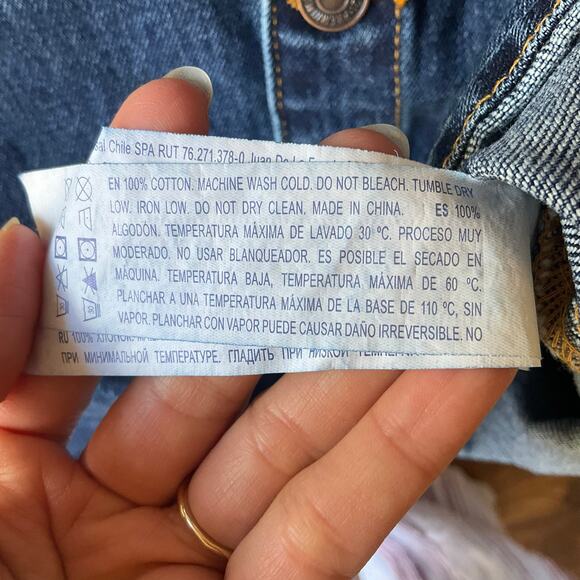 Chile SPA RUT 76.271.378-0 Juan De
EN 100% COTTON. MACHINE WASH COLD. DO NOT BLEACH. TUMBLE DRY
LOW. IRON LOW. DO NOT DRY CLEAN. MADE IN CHINA. ES 100%
ALGODÓN. TEMPERATURA MÁXIMA DE LAVADO 30 ºC. PROCESO MUY
MODERADO. NO USAR BLANQUEADOR. ES POSIBLE EL SECADO EN
MÁQUINA. TEMPERATURA BAJA, TEMPERATURA MÁXIMA DE 60 ºC.
PLANCHAR A UNA TEMPERATURA MÁXIMA DE LA BASE DE 110 ºC, SIN
VAPOR. PLANCHAR CON VAPOR PUEDE CAUSAR DAÑO IRREVERSIBLE. NO
RU 100%
ПРИ МИНИМАЛЬНОЙ ТЕМПЕРАТУРЕ. ГЛАДИТЬ ПРИ НИЗКОЙ